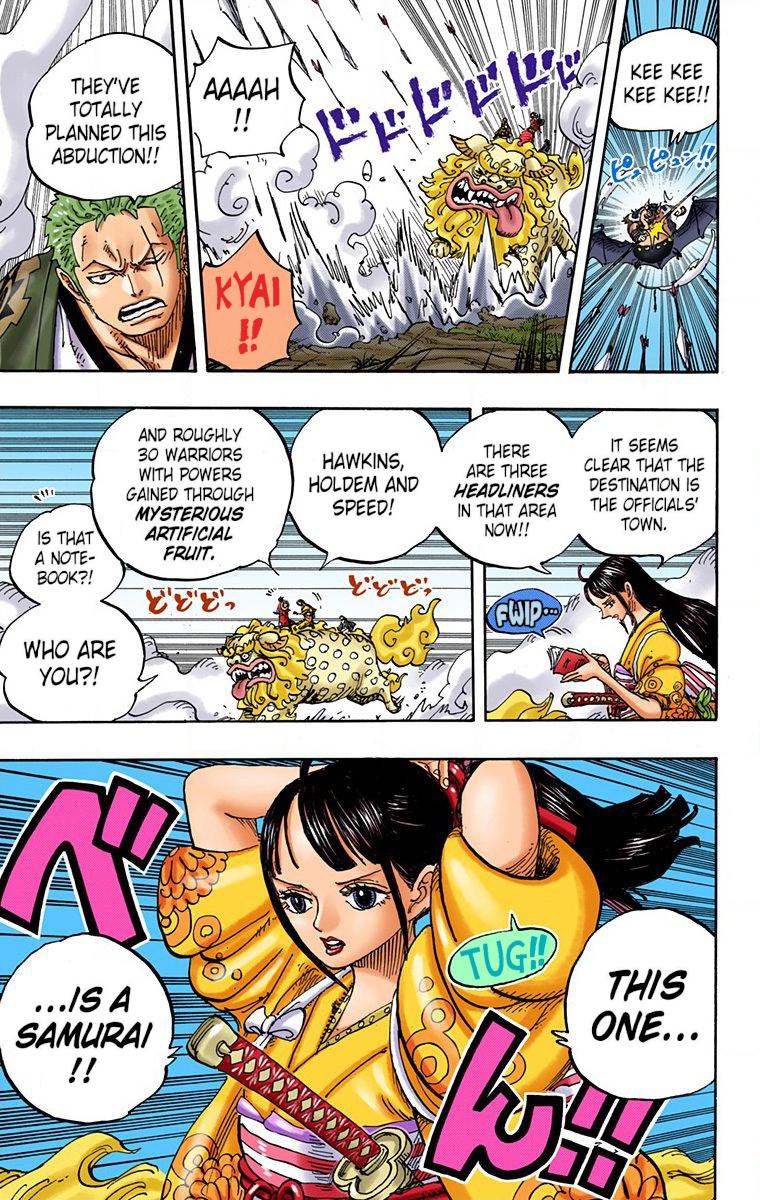 KEE KEE
KEE KEE!!
ピュ ピュン!!
ドドドドド
AAAAH
!!
KYAI
!!
THEY'VE
TOTALLY
PLANNED THIS
ABDUCTION!!
IT SEEMS
CLEAR THAT THE
DESTINATION IS
THE OFFICIALS'
TOWN.
THERE
ARE THREE
HEADLINERS
IN THAT AREA
NOW!!
FWIP...
HAWKINS,
HOLDEM AND
SPEED!
AND ROUGHLY
30 WARRIORS
WITH POWERS
GAINED THROUGH
MYSTERIOUS
ARTIFICIAL
FRUIT.
どどどっ
どどどっ
IS THAT
A NOTE-
BOOK?!
WHO ARE
YOU?!
THIS
ONE...
TUG!!
...IS A
SAMURAI
!!
べん!!